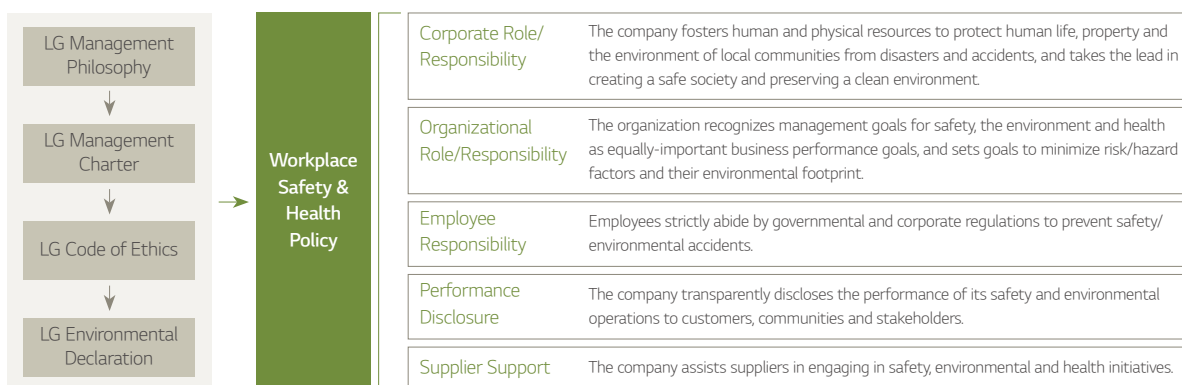 LG Management
Philosophy
LG Management
Charter
LG Code of Ethics
LG Environmental
Declaration
Workplace
Safety &
Health
Policy
Corporate Role/
Responsibility
The company fosters human and physical resources to protect human life, property and
the environment of local communities from disasters and accidents, and takes the lead in
creating a safe society and preserving a clean environment.
Organizational
Role/Responsibility
The organization recognizes management goals for safety, the environment and health
as equally-important business performance goals, and sets goals to minimize risk/hazard
factors and their environmental footprint.
Employee
Responsibility
Employees strictly abide by governmental and corporate regulations to prevent safety/
environmental accidents.
Performance
Disclosure
The company transparently discloses the performance of its safety and environmental
operations to customers, communities and stakeholders.
Supplier Support
The company assists suppliers in engaging in safety, environmental and health initiatives.